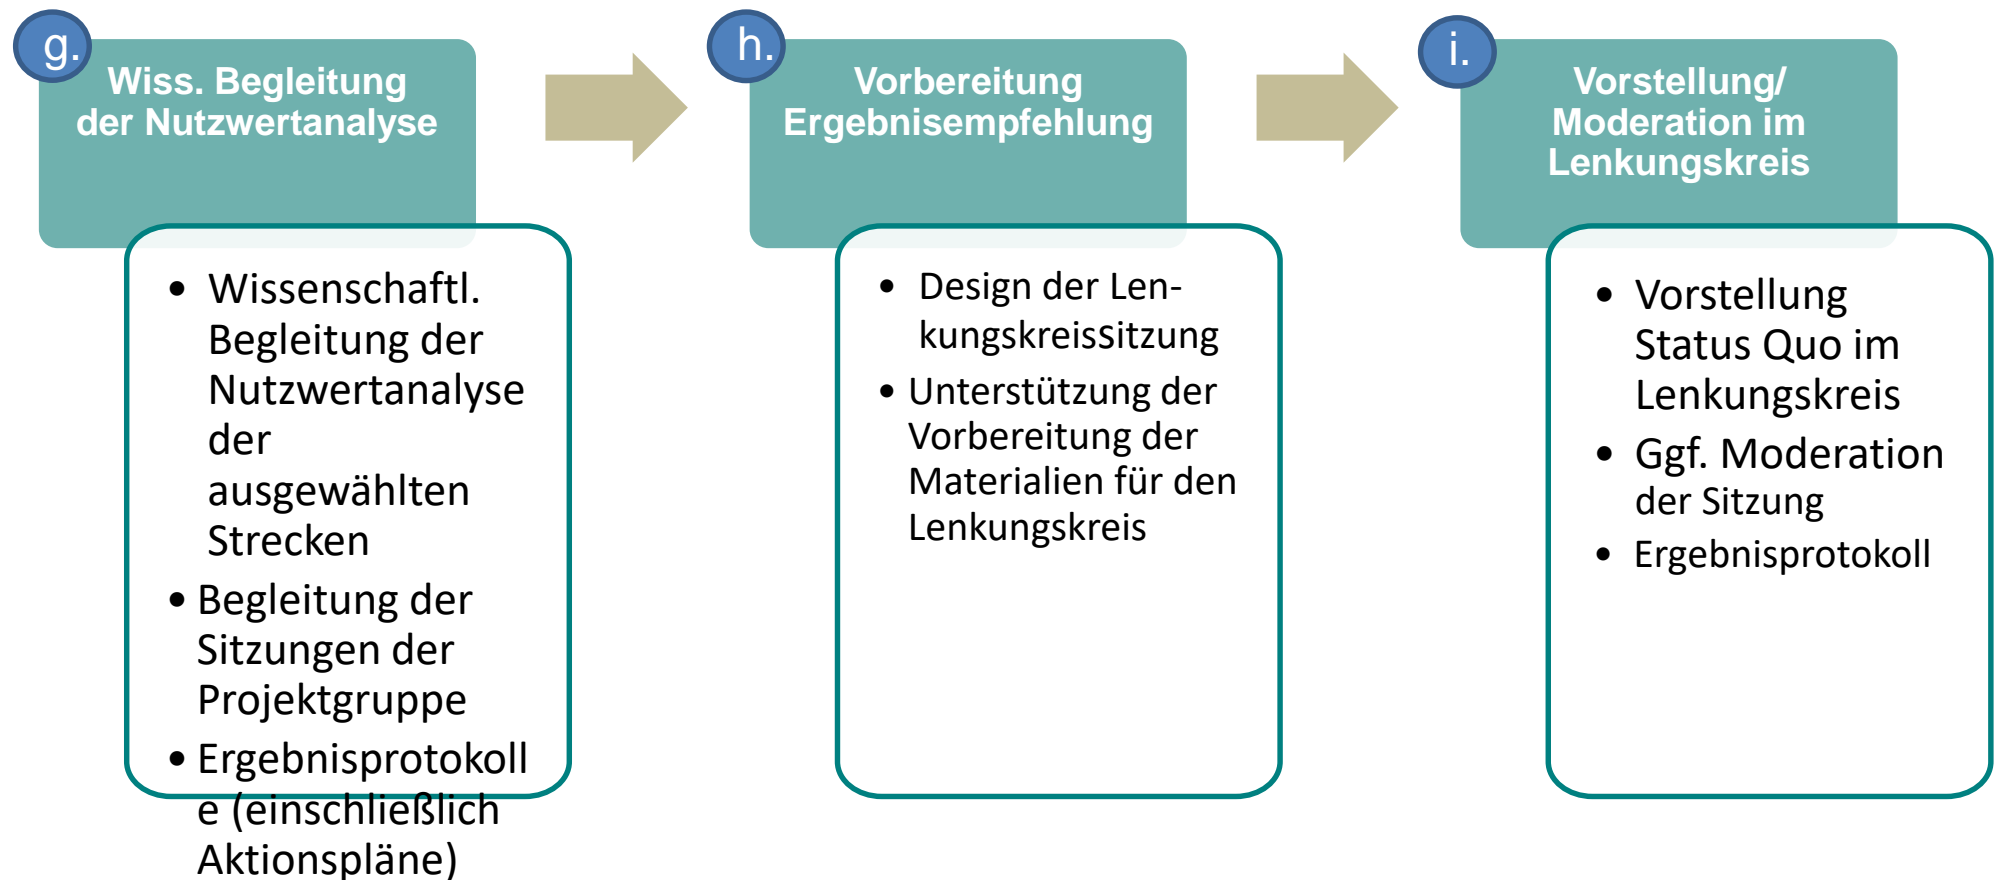 g.
Wiss. Begleitung
der Nutzwertanalyse
• Wissenschaftl.
Begleitung der
Nutzwertanalyse
der
ausgewählten
Strecken
• Begleitung der
Sitzungen der
Projektgruppe
• Ergebnisprotokoll
e (einschließlich
Aktionspläne)
h.
Vorbereitung
Ergebnisempfehlung
• Design der Len-
kungskreissitzung
• Unterstützung der
Vorbereitung der
Materialien für den
Lenkungskreis
i.
Vorstellung/
Moderation im
Lenkungskreis
• Vorstellung
Status Quo im
Lenkungskreis
• Ggf. Moderation
der Sitzung
• Ergebnisprotokoll